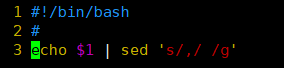 1 #!/bin/bash
2 #
3 echo $1 | sed 's/,/ /g'